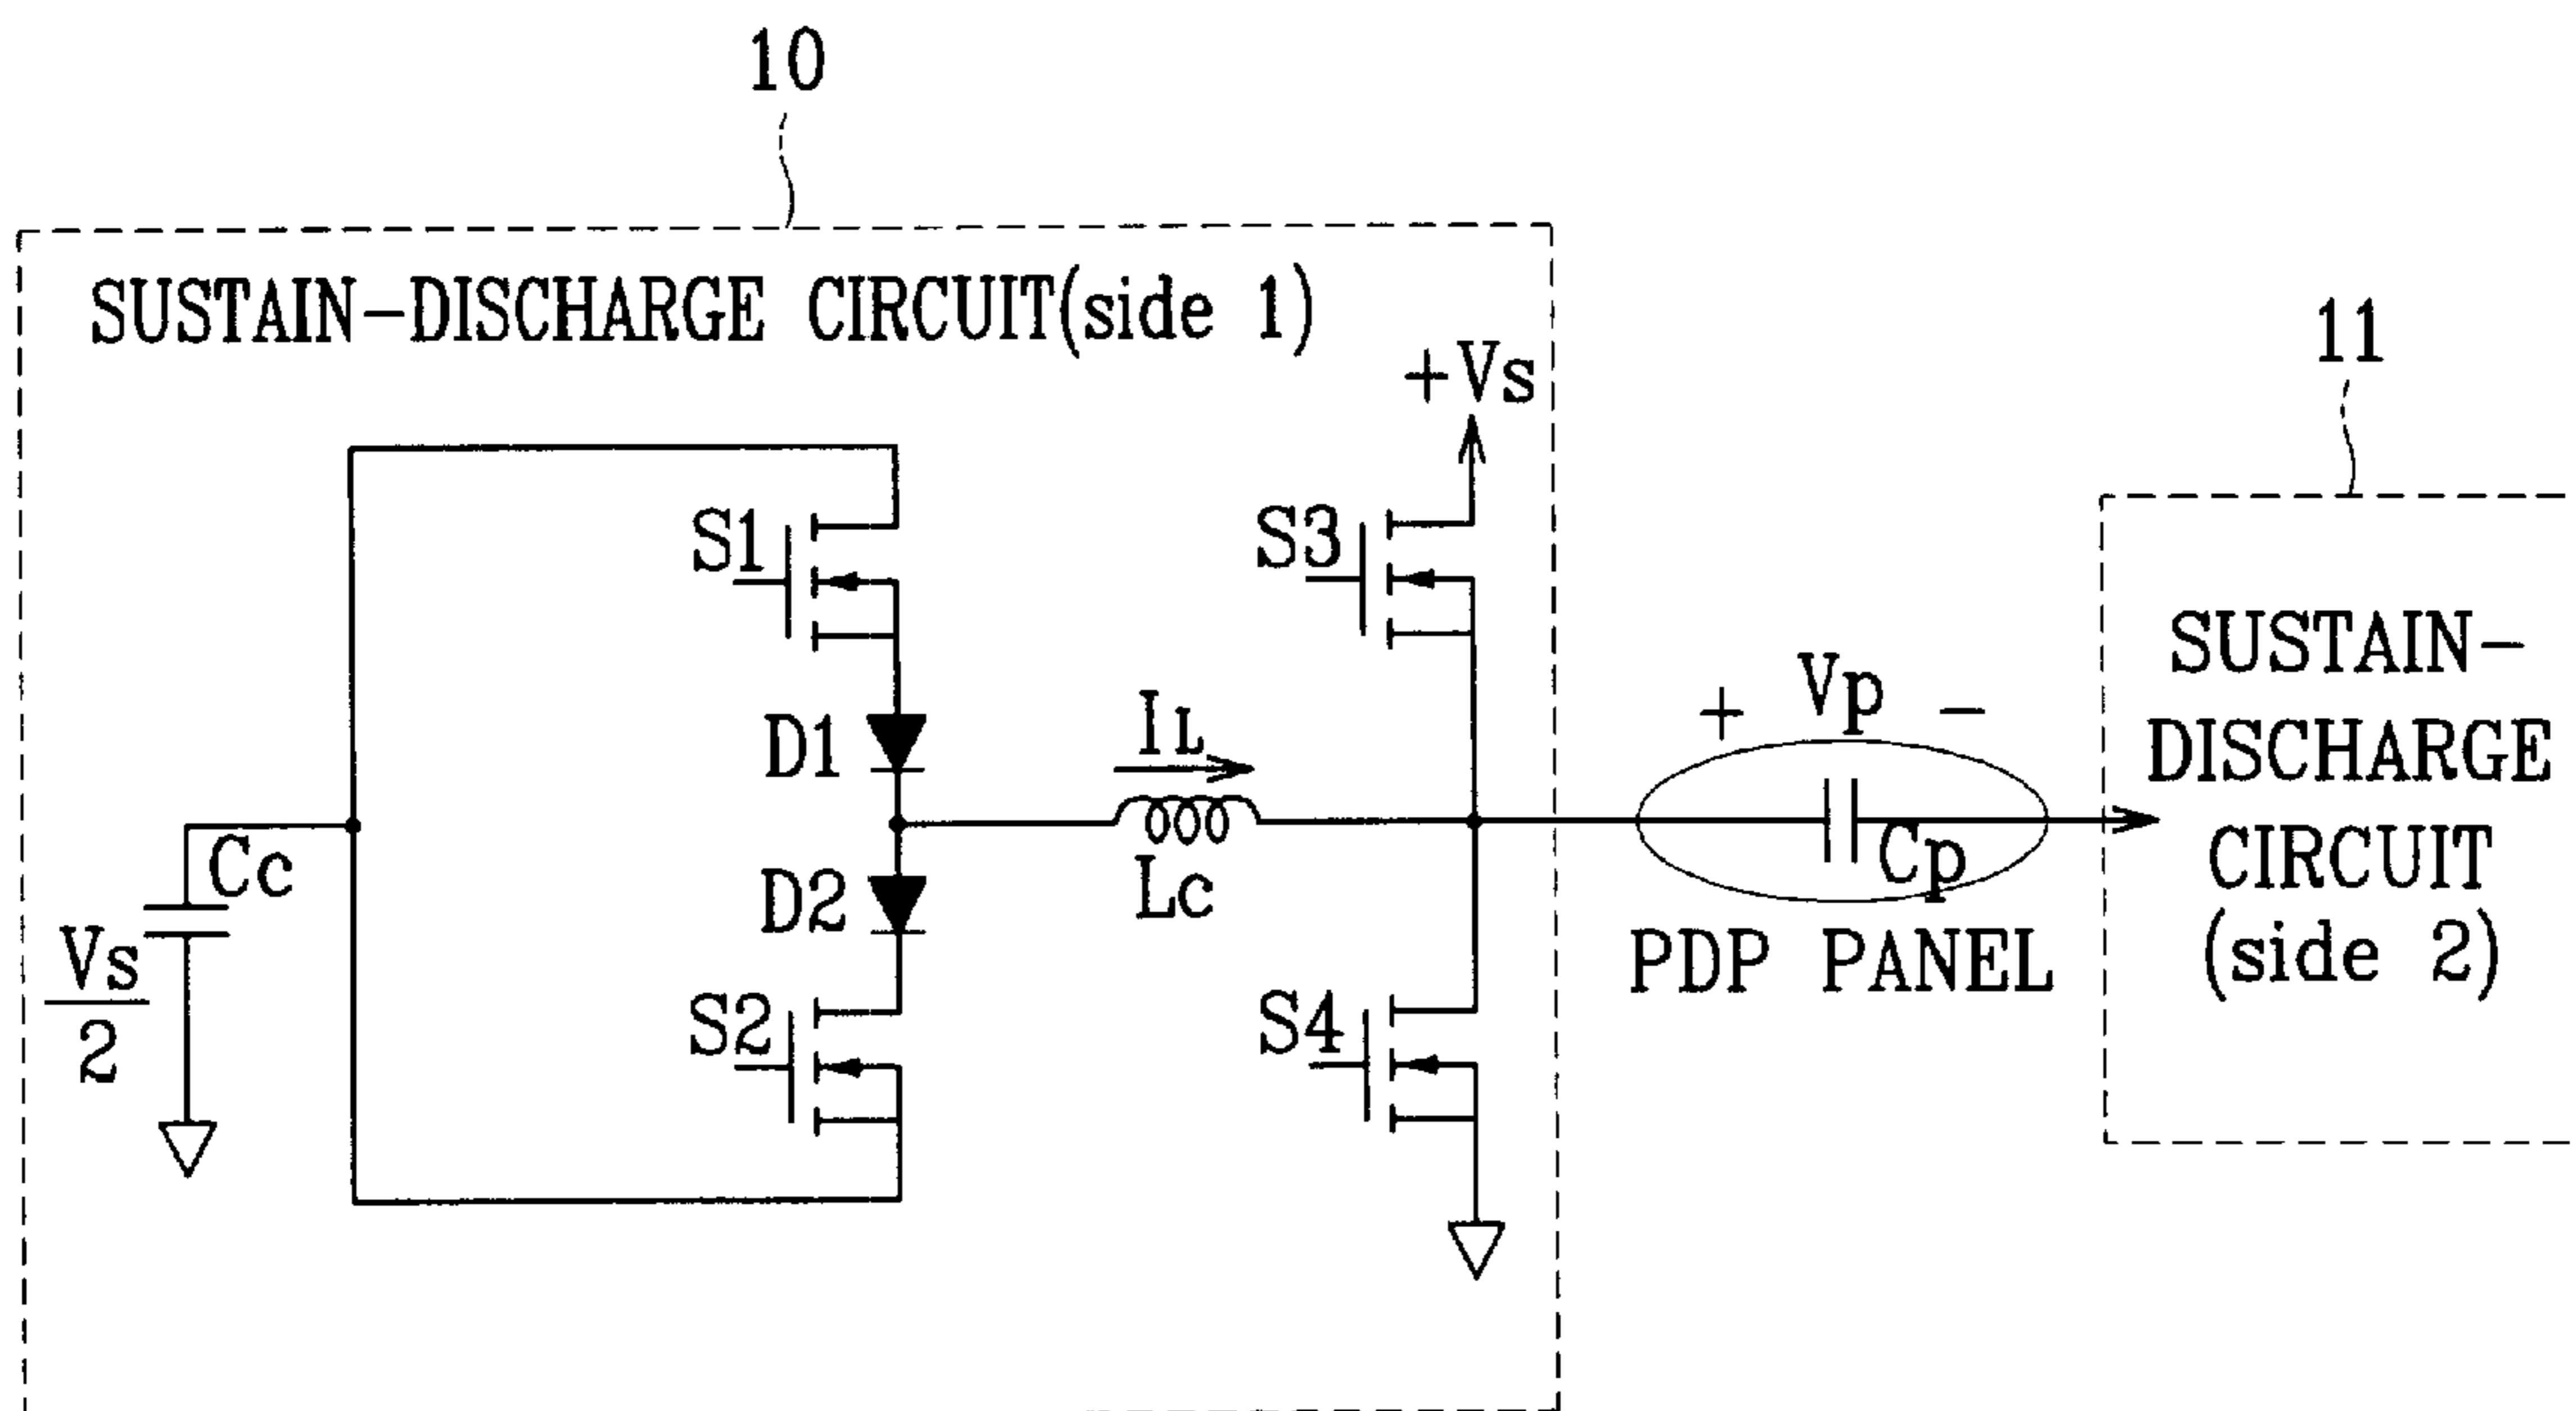 10
SUSTAIN-DISCHARGE CIRCUIT(side 1)
11
+Vs
S1
S3
SUSTAIN-
DISCHARGE
CIRCUIT
(side 2)
+ Vp -
IL
D1
Cc
D2
Lc
Cp
Vs
2
PDP PANEL
S2
S4